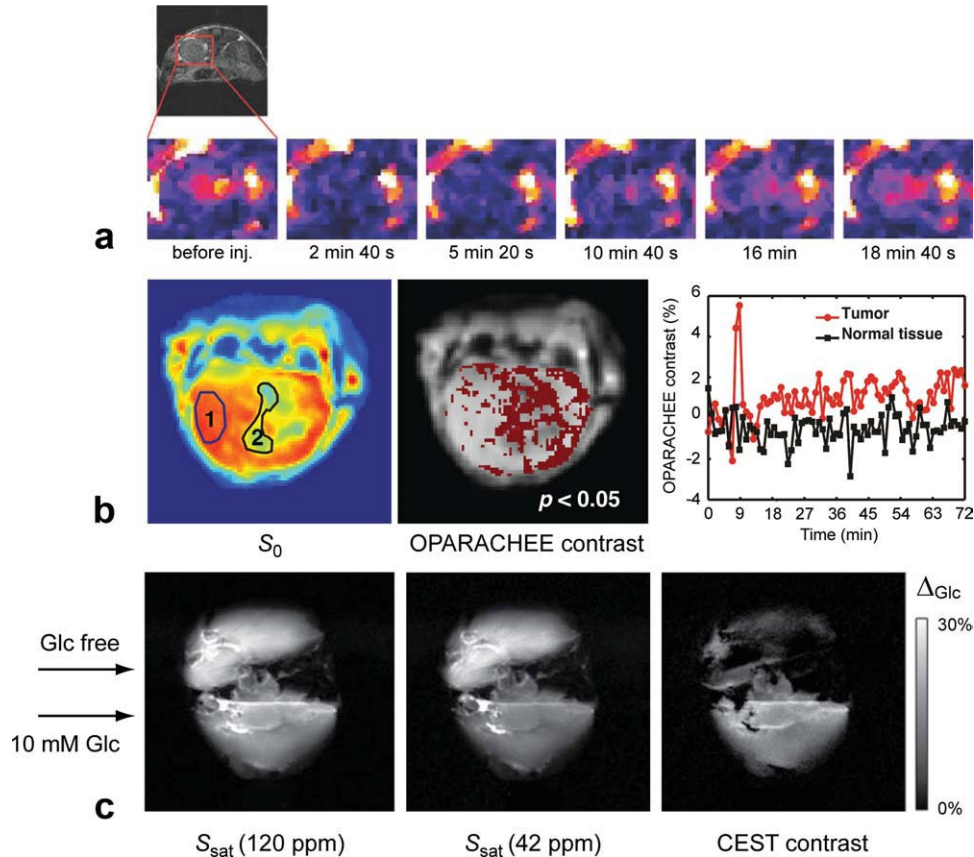 a
before inj. 2 min 40 s 5 min 20 s 10 min 40 s 16 min 18 min 40 s
b
1
2
S0
p < 0.05
OPARACHEE contrast
OPARACHEE contrast (%)
6
4
2
0
-2
-4
Tumor
Normal tissue
0 9 18 27 36 45 54 63 72
Time (min)
c
Glc free
10 mM Glc
Ssat (120 ppm)
Ssat (42 ppm)
CEST contrast
ΔGlc
30%
0%